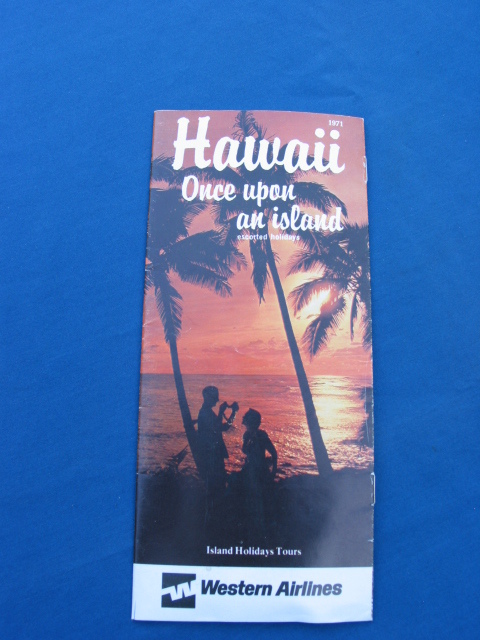 1971
Hawaii
Once upon
an island
escorted holidays
Island Holidays Tours
W Western Airlines